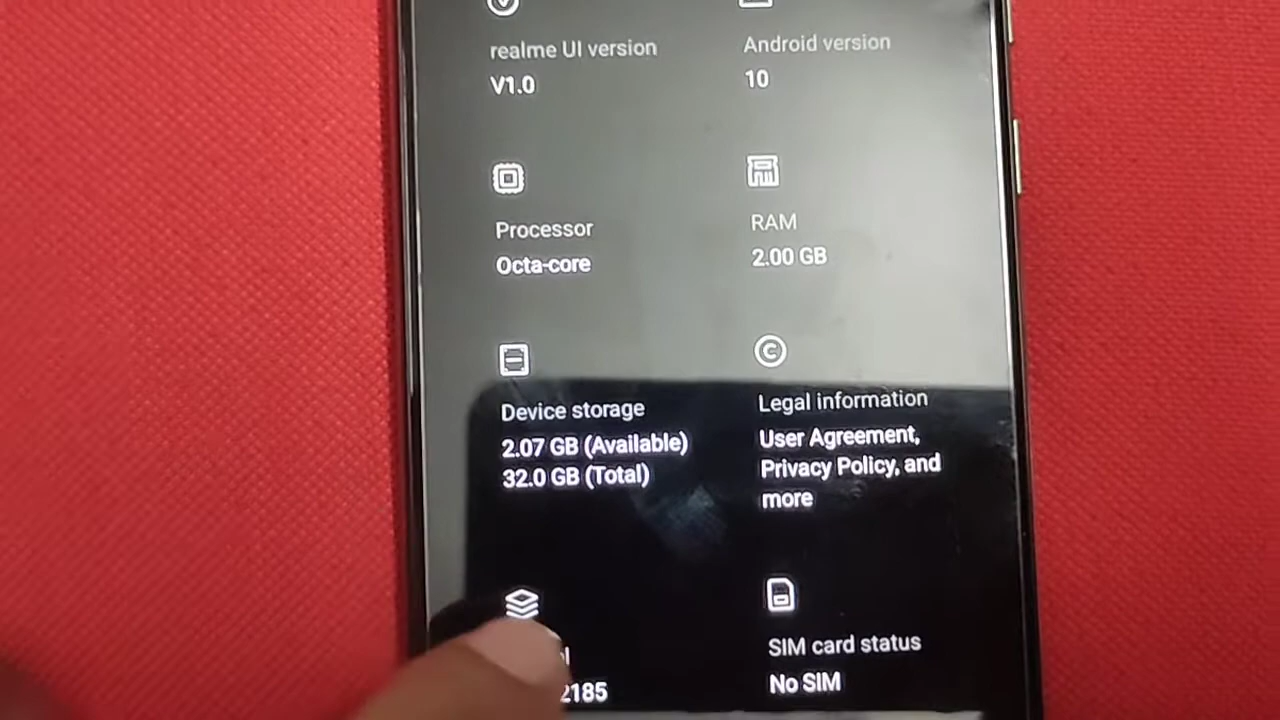 realme UI version
V1.0
Android version
10
Processor
Octa-core
RAM
2.00 GB
Device storage
2.07 GB (Available)
32.0 GB (Total)
Legal information
User Agreement,
Privacy Policy, and
more
2185
SIM card status
No SIM